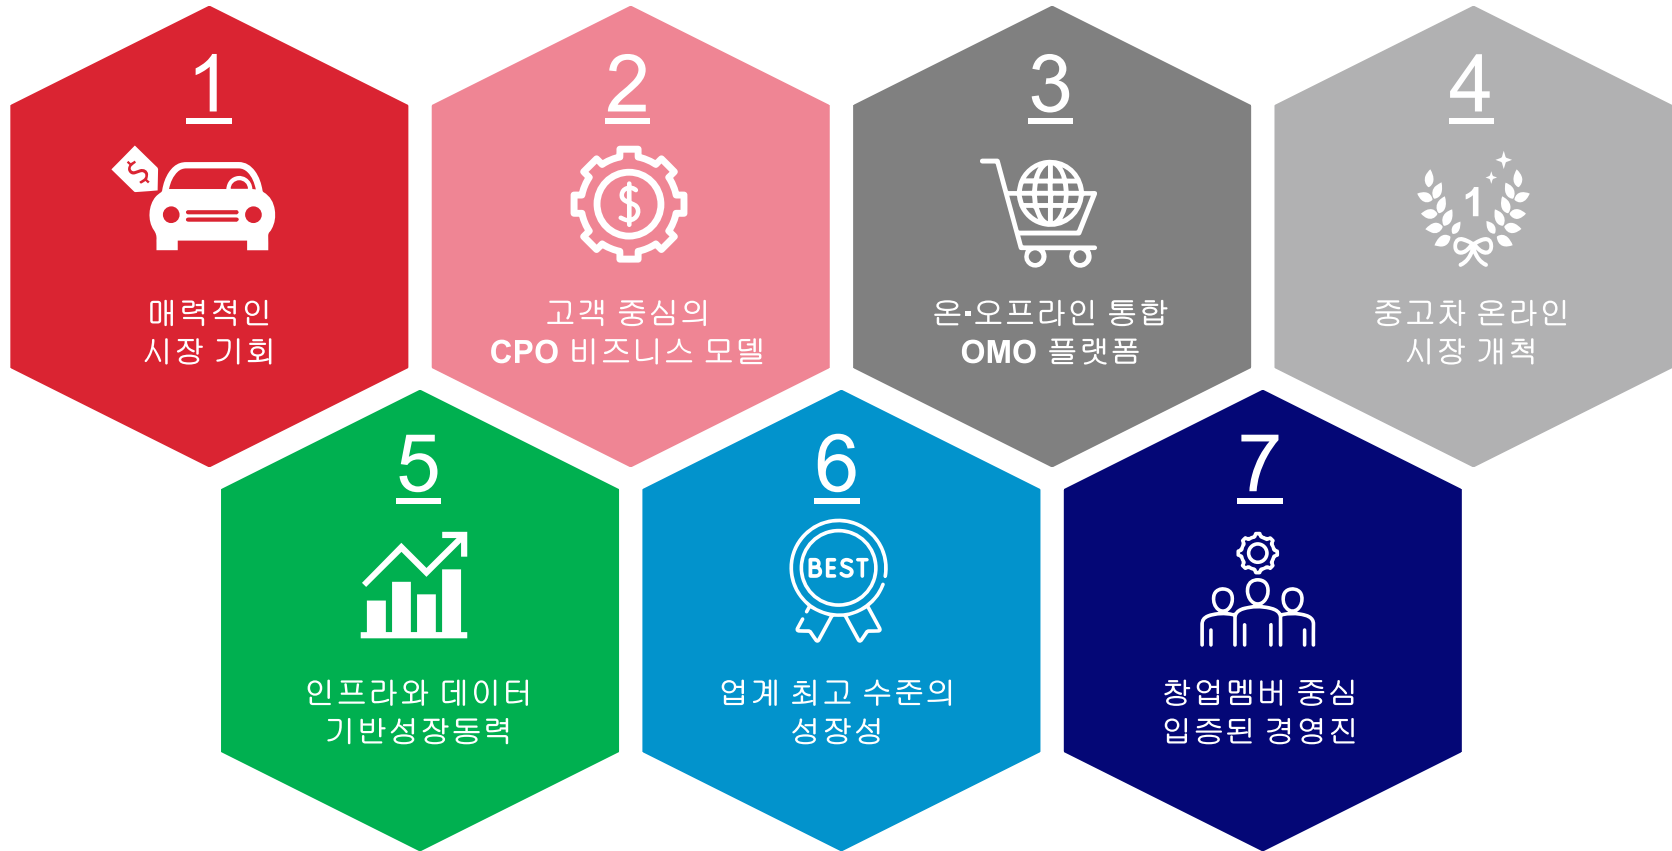 1
$
매력적인
시장 기회
2
$
고객 중심의
CPO 비즈니스 모델
3
온·오프라인 통합
OMO 플랫폼
4
1
중고차 온라인
시장 개척
5
인프라와 데이터
기반성장동력
6
BEST
업계 최고 수준의
성장성
7
창업멤버 중심
입증된 경영진